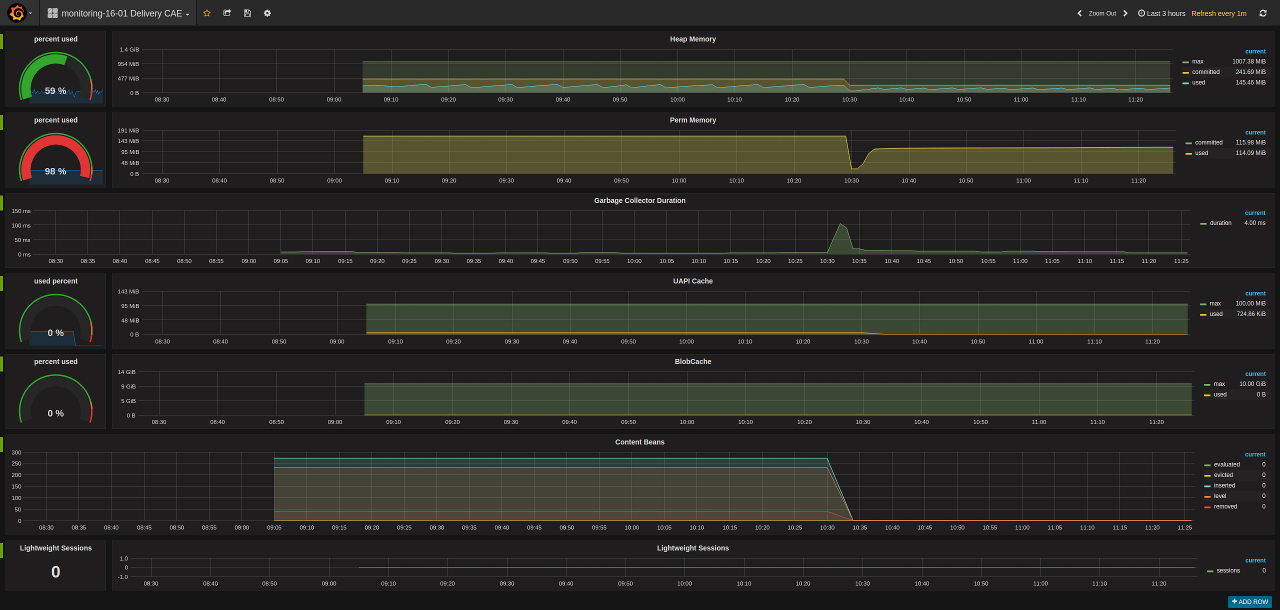 monitoring-16-01 Delivery CAE
Zoom Out
Last 3 hours
Refresh every 1m
percent used
59 %
Heap Memory
1.4 GiB
954 MiB
477 MiB
0 B
08:30 08:40 08:50 09:00 09:10 09:20 09:30 09:40 09:50 10:00 10:10 10:20 10:30 10:40 10:50 11:00 11:10 11:20
current
max 1007.38 MiB
committed 241.69 MiB
used 145.46 MiB
percent used
98 %
Perm Memory
191 MiB
143 MiB
95 MiB
48 MiB
0 B
08:30 08:40 08:50 09:00 09:10 09:20 09:30 09:40 09:50 10:00 10:10 10:20 10:30 10:40 10:50 11:00 11:10 11:20
current
committed 115.98 MiB
used 114.09 MiB
Garbage Collector Duration
150 ms
100 ms
50 ms
0 ms
08:30 08:35 08:40 08:45 08:50 08:55 09:00 09:05 09:10 09:15 09:20 09:25 09:30 09:35 09:40 09:45 09:50 09:55 10:00 10:05 10:10 10:15 10:20 10:25 10:30 10:35 10:40 10:45 10:50 10:55 11:00 11:05 11:10 11:15 11:20 11:25
current
duration 4.00 ms
used percent
0 %
UAPI Cache
143 MiB
95 MiB
48 MiB
0 B
08:30 08:40 08:50 09:00 09:10 09:20 09:30 09:40 09:50 10:00 10:10 10:20 10:30 10:40 10:50 11:00 11:10 11:20
current
max 100.00 MiB
used 724.86 KiB
percent used
0 %
BlobCache
14 GiB
9 GiB
5 GiB
0 B
08:30 08:40 08:50 09:00 09:10 09:20 09:30 09:40 09:50 10:00 10:10 10:20 10:30 10:40 10:50 11:00 11:10 11:20
current
max 10.00 GiB
used 0 B
Content Beans
300
250
200
150
100
50
0
08:30 08:35 08:40 08:45 08:50 08:55 09:00 09:05 09:10 09:15 09:20 09:25 09:30 09:35 09:40 09:45 09:50 09:55 10:00 10:05 10:10 10:15 10:20 10:25 10:30 10:35 10:40 10:45 10:50 10:55 11:00 11:05 11:10 11:15 11:20 11:25
current
evaluated 0
evicted 0
inserted 0
level 0
removed 0
Lightweight Sessions
0
Lightweight Sessions
1.0
0
-1.0
08:30 08:40 08:50 09:00 09:10 09:20 09:30 09:40 09:50 10:00 10:10 10:20 10:30 10:40 10:50 11:00 11:10 11:20
current
sessions 0
ADD ROW